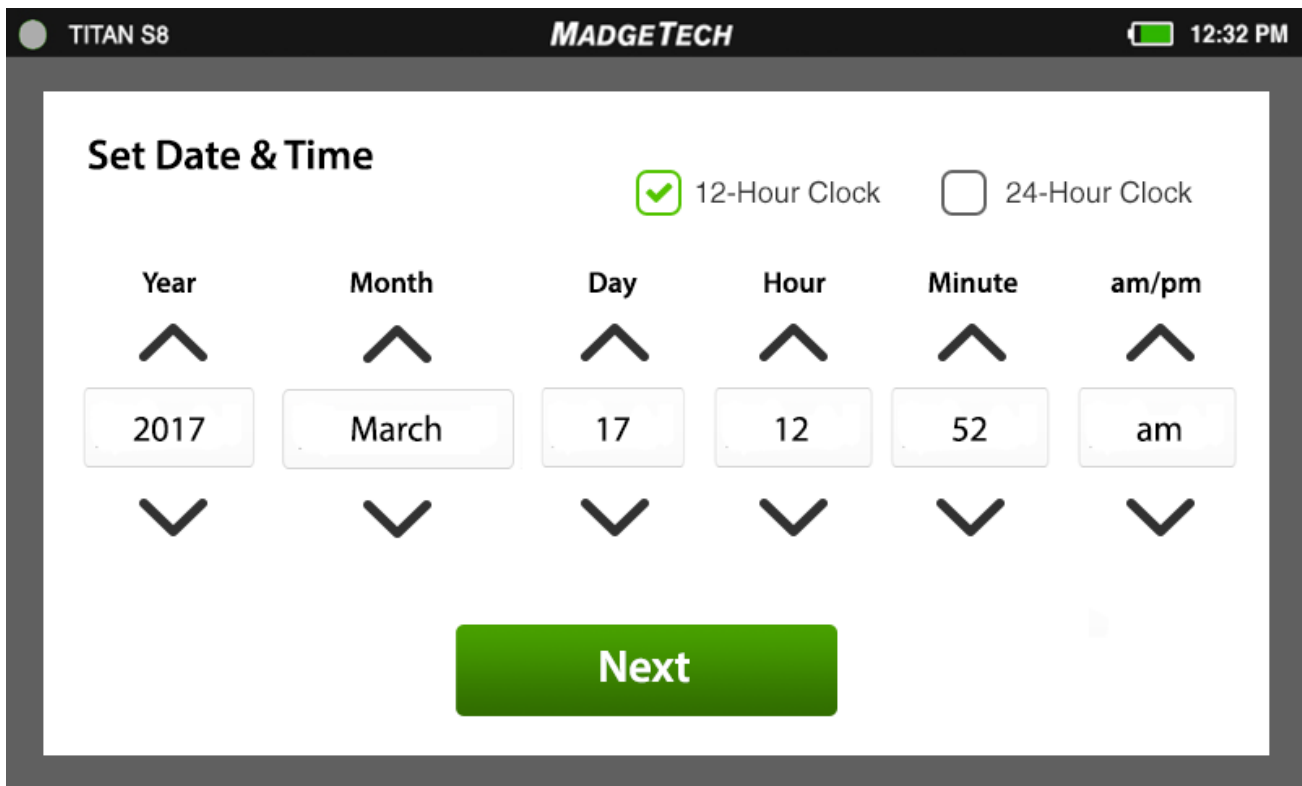 TITAN S8 MADGETECH 12:32 PM
Set Date & Time
12-Hour Clock 24-Hour Clock
Year Month Day Hour Minute am/pm
2017 March 17 12 52 am
Next